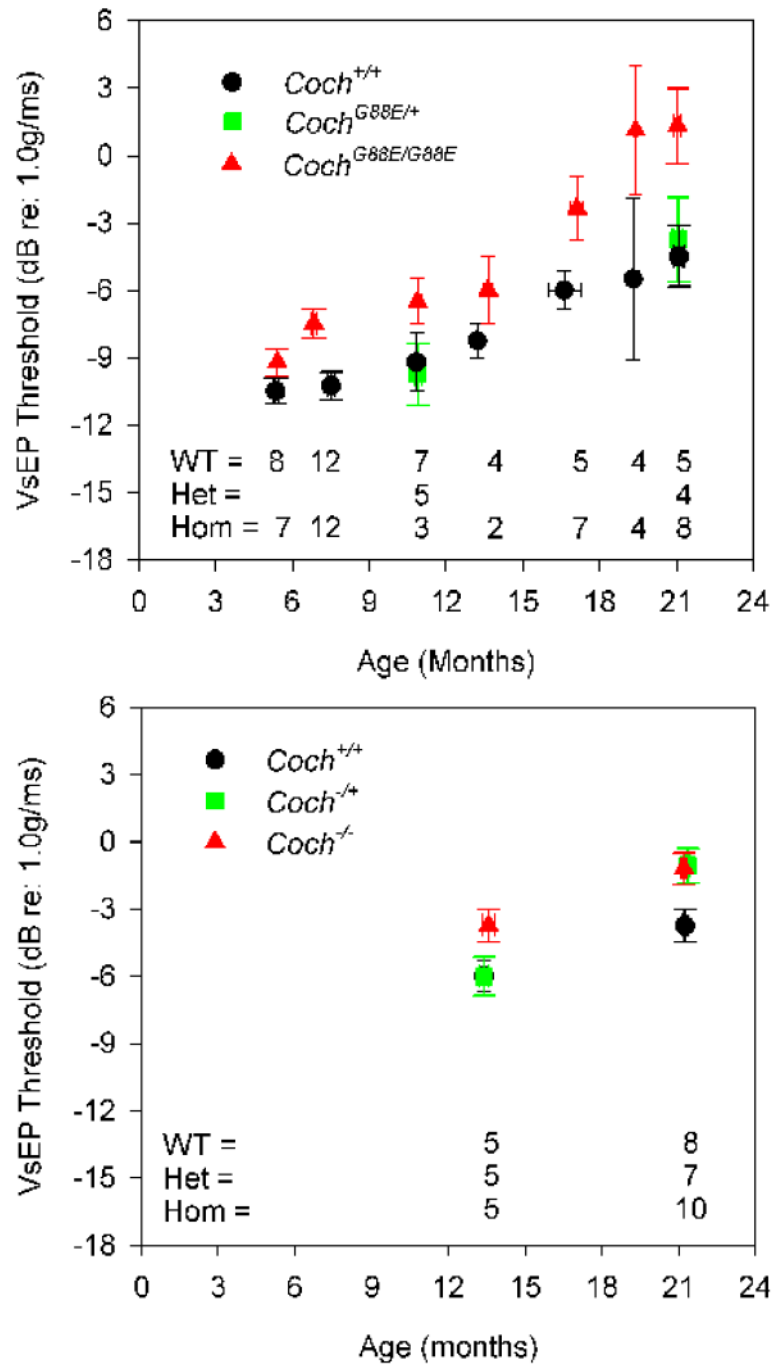 6
3
0
-3
-6
-9
-12
-15
-18
VsEP Threshold (dB re: 1.0g/ms)
Coch+/+
CochG88E/+
CochG88E/G88E
WT = 8 12 7 4 5 4 5
Het = 5 4
Hom = 7 12 3 2 7 4 8
0 3 6 9 12 15 18 21 24
Age (Months)
6
3
0
-3
-6
-9
-12
-15
-18
VsEP Threshold (dB re: 1.0g/ms)
Coch+/+
Coch-/+
Coch-/-
WT = 5 8
Het = 5 7
Hom = 5 10
0 3 6 9 12 15 18 21 24
Age (months)